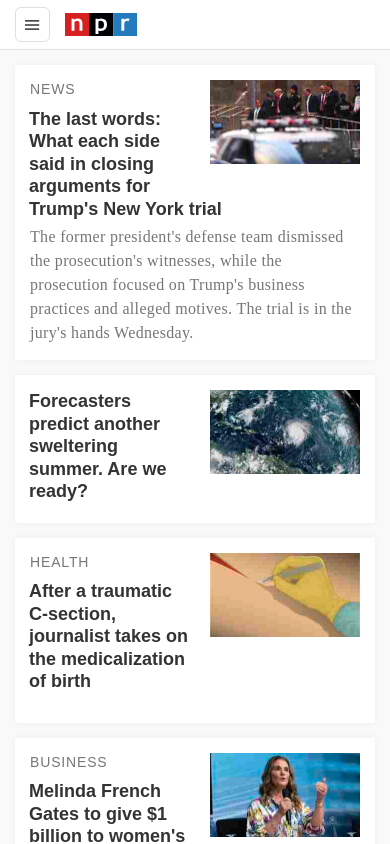 npr
NEWS
The last words:
What each side
said in closing
arguments for
Trump's New York trial
The former president's defense team dismissed
the prosecution's witnesses, while the
prosecution focused on Trump's business
practices and alleged motives. The trial is in the
jury's hands Wednesday.
Forecasters
predict another
sweltering
summer. Are we
ready?
HEALTH
After a traumatic
C-section,
journalist takes on
the medicalization
of birth
BUSINESS
Melinda French
Gates to give $1
billion to women's